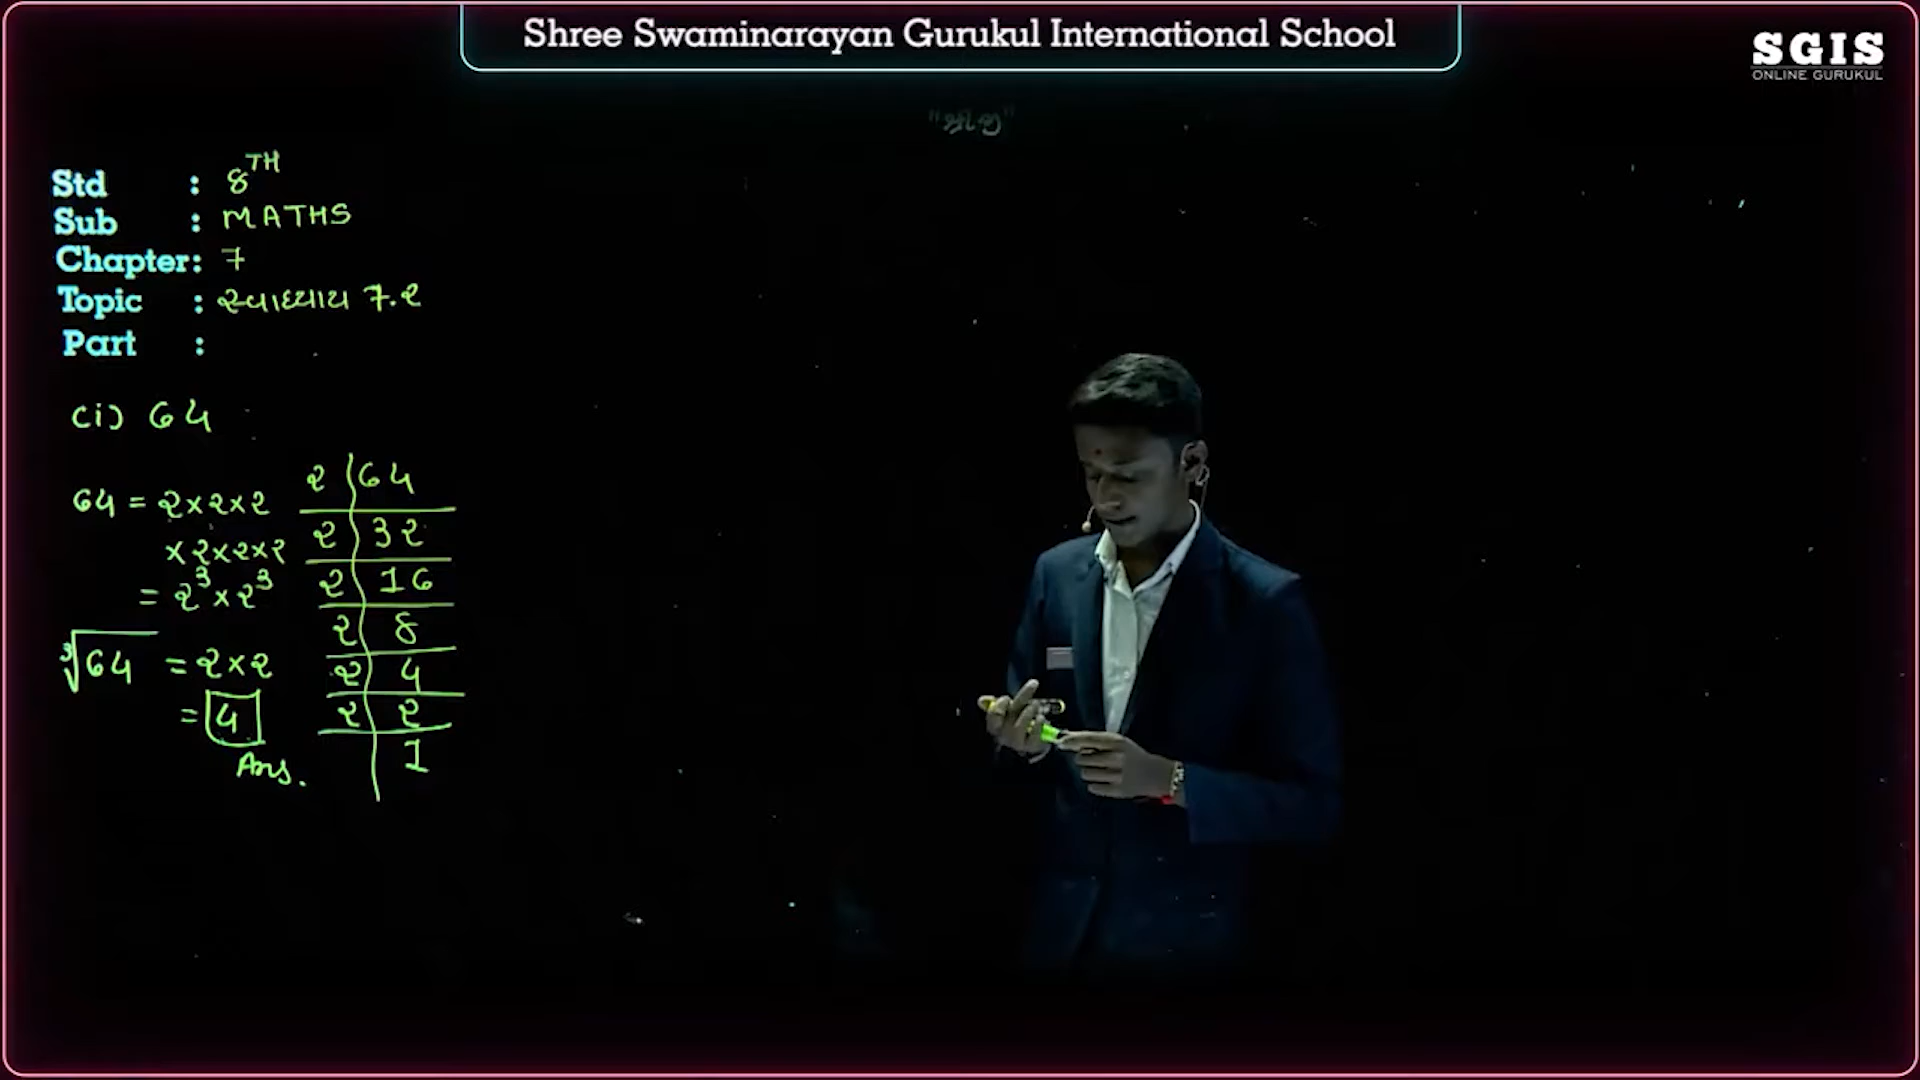 Shree Swaminarayan Gurukul International School
SGIS
ONLINE GURUKUL
"શ્રીજી"
Std : 8TH
Sub : MATHS
Chapter: 7
Topic : સ્વાધ્યાય 7.૨
Part :
(i) 64
64 = ૨×૨×૨
×૨×૨×૨
= ૨³×૨³
∛64 = ૨×૨
= 4
Ans.
૨ | 64
૨ | 3૨
૨ | 16
૨ | 8
૨ | 4
૨ | ૨
| 1